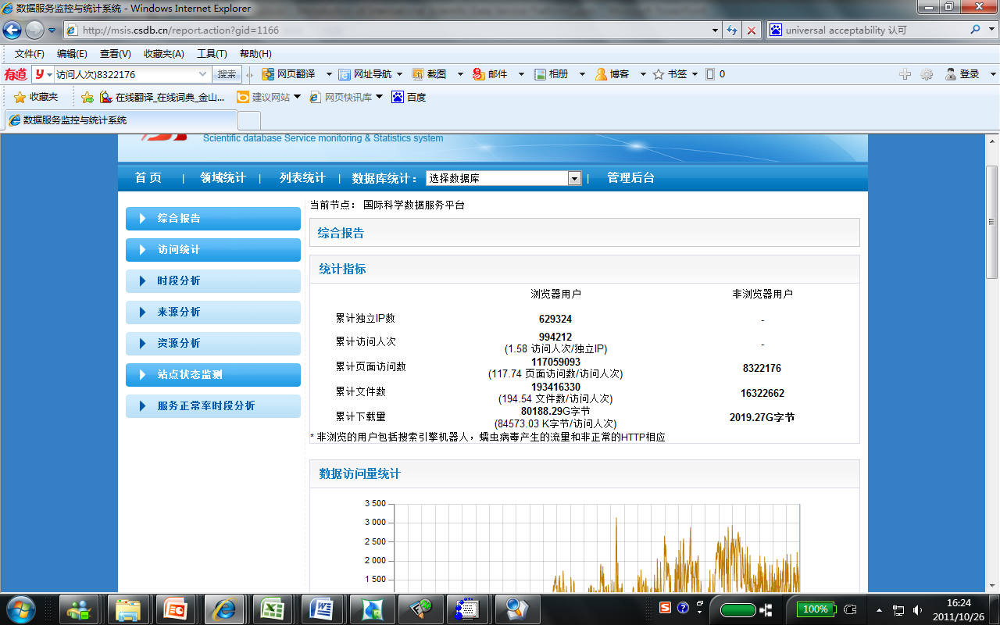 数据服务监控与统计系统 - Windows Internet Explorer
http://msis.csdb.cn/report.action?gid=1166
universal acceptability 认可
文件(F) 编辑(E) 查看(V) 收藏夹(A) 工具(T) 帮助(H)
有道 y 访问人次)8322176 搜索 网页翻译 网址导航 截图 邮件 相册 博客 书签 0 登录
收藏夹 在线翻译_在线词典_金山... 建议网站 网页快讯库 百度
数据服务监控与统计系统
Scientific database Service monitoring & Statistics system
首 页 | 领域统计 | 列表统计 | 数据库统计： 选择数据库 | 管理后台
当前节点： 国际科学数据服务平台
综合报告
访问统计
时段分析
来源分析
资源分析
站点状态监测
服务正常率时段分析
综合报告
统计指标
浏览器用户 非浏览器用户
累计独立IP数 629324 -
累计访问人次 994212 -
(1.58 访问人次/独立IP)
累计页面访问数 117059093 8322176
(117.74 页面访问数/访问人次)
累计文件数 193416330 16322662
(194.54 文件数/访问人次)
累计下载量 80188.29G字节 2019.27G字节
(84573.03 K字节/访问人次)
* 非浏览的用户包括搜索引擎机器人，蠕虫病毒产生的流量和非正常的HTTP相应
数据访问量统计
3 500
3 000
2 500
2 000
1 500
100%
16:24
2011/10/26